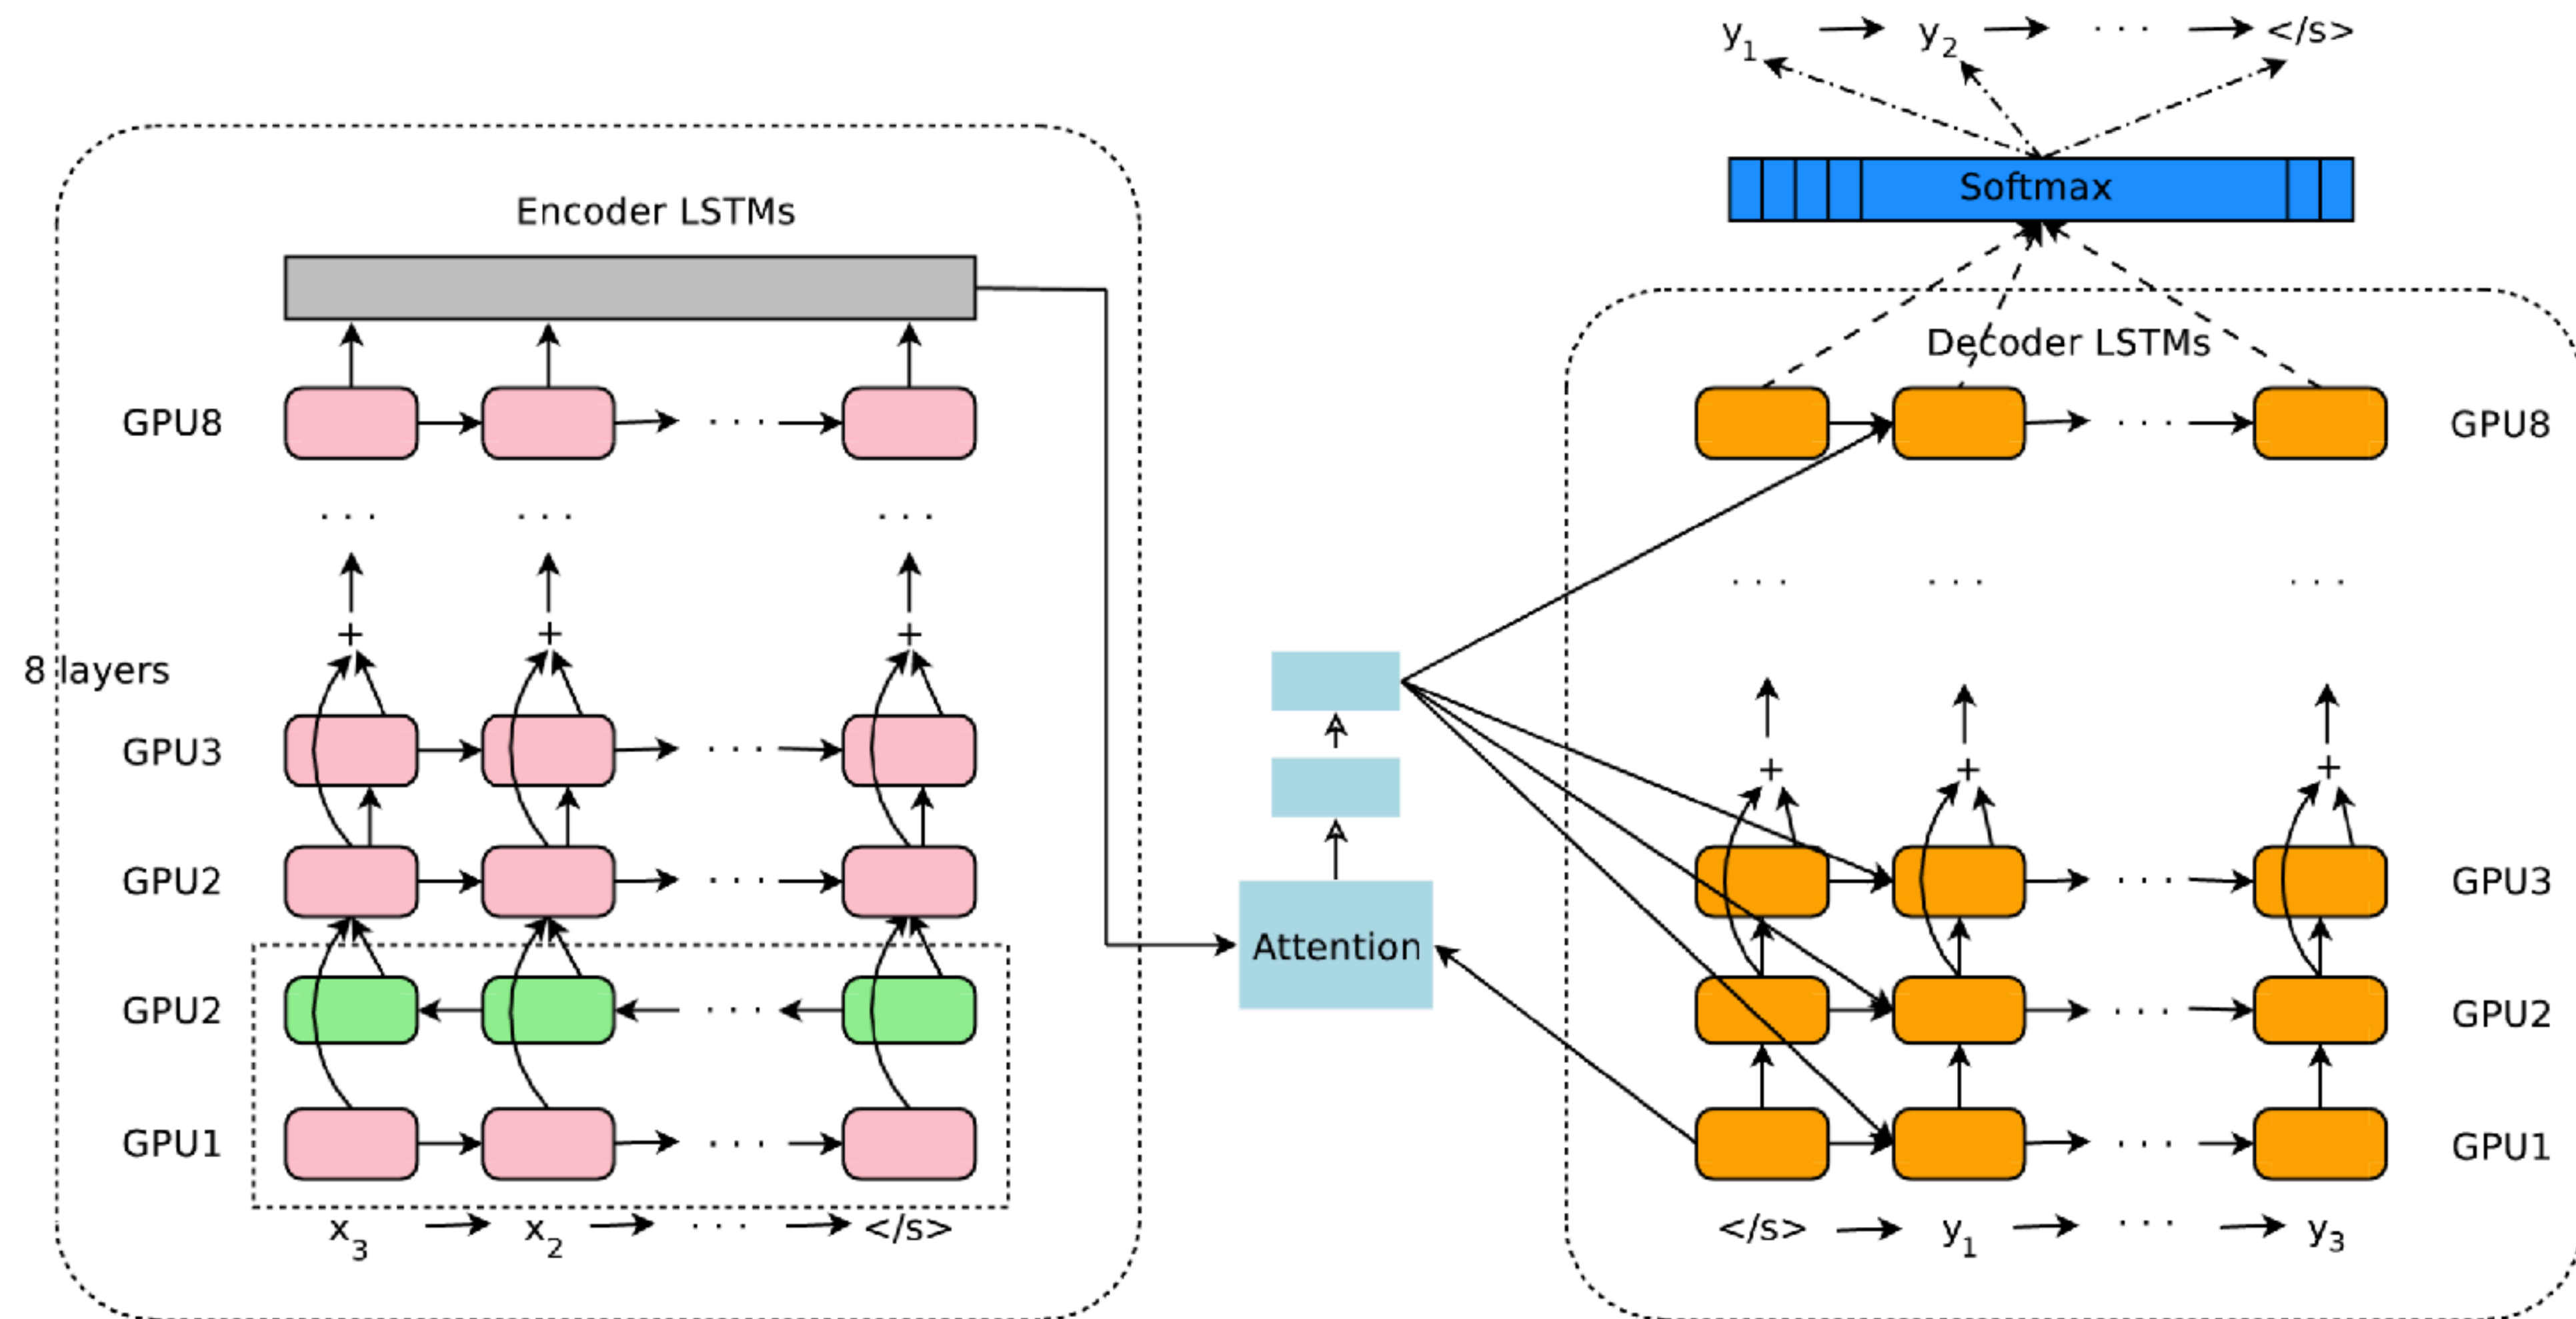 y1 → y2 → · · · → </s>
Softmax
Encoder LSTMs
Decoder LSTMs
GPU8
· · ·
GPU8
· · ·
· · · · · · · · ·
· · · · · · · · ·
+ + +
8 layers
GPU3
· · ·
+ + +
GPU2
· · ·
· · ·
GPU3
Attention
GPU2
· · ·
· · ·
GPU2
GPU1
· · ·
· · ·
GPU1
x3 → x2 → · · · → </s>
</s> → y1 → · · · → y3